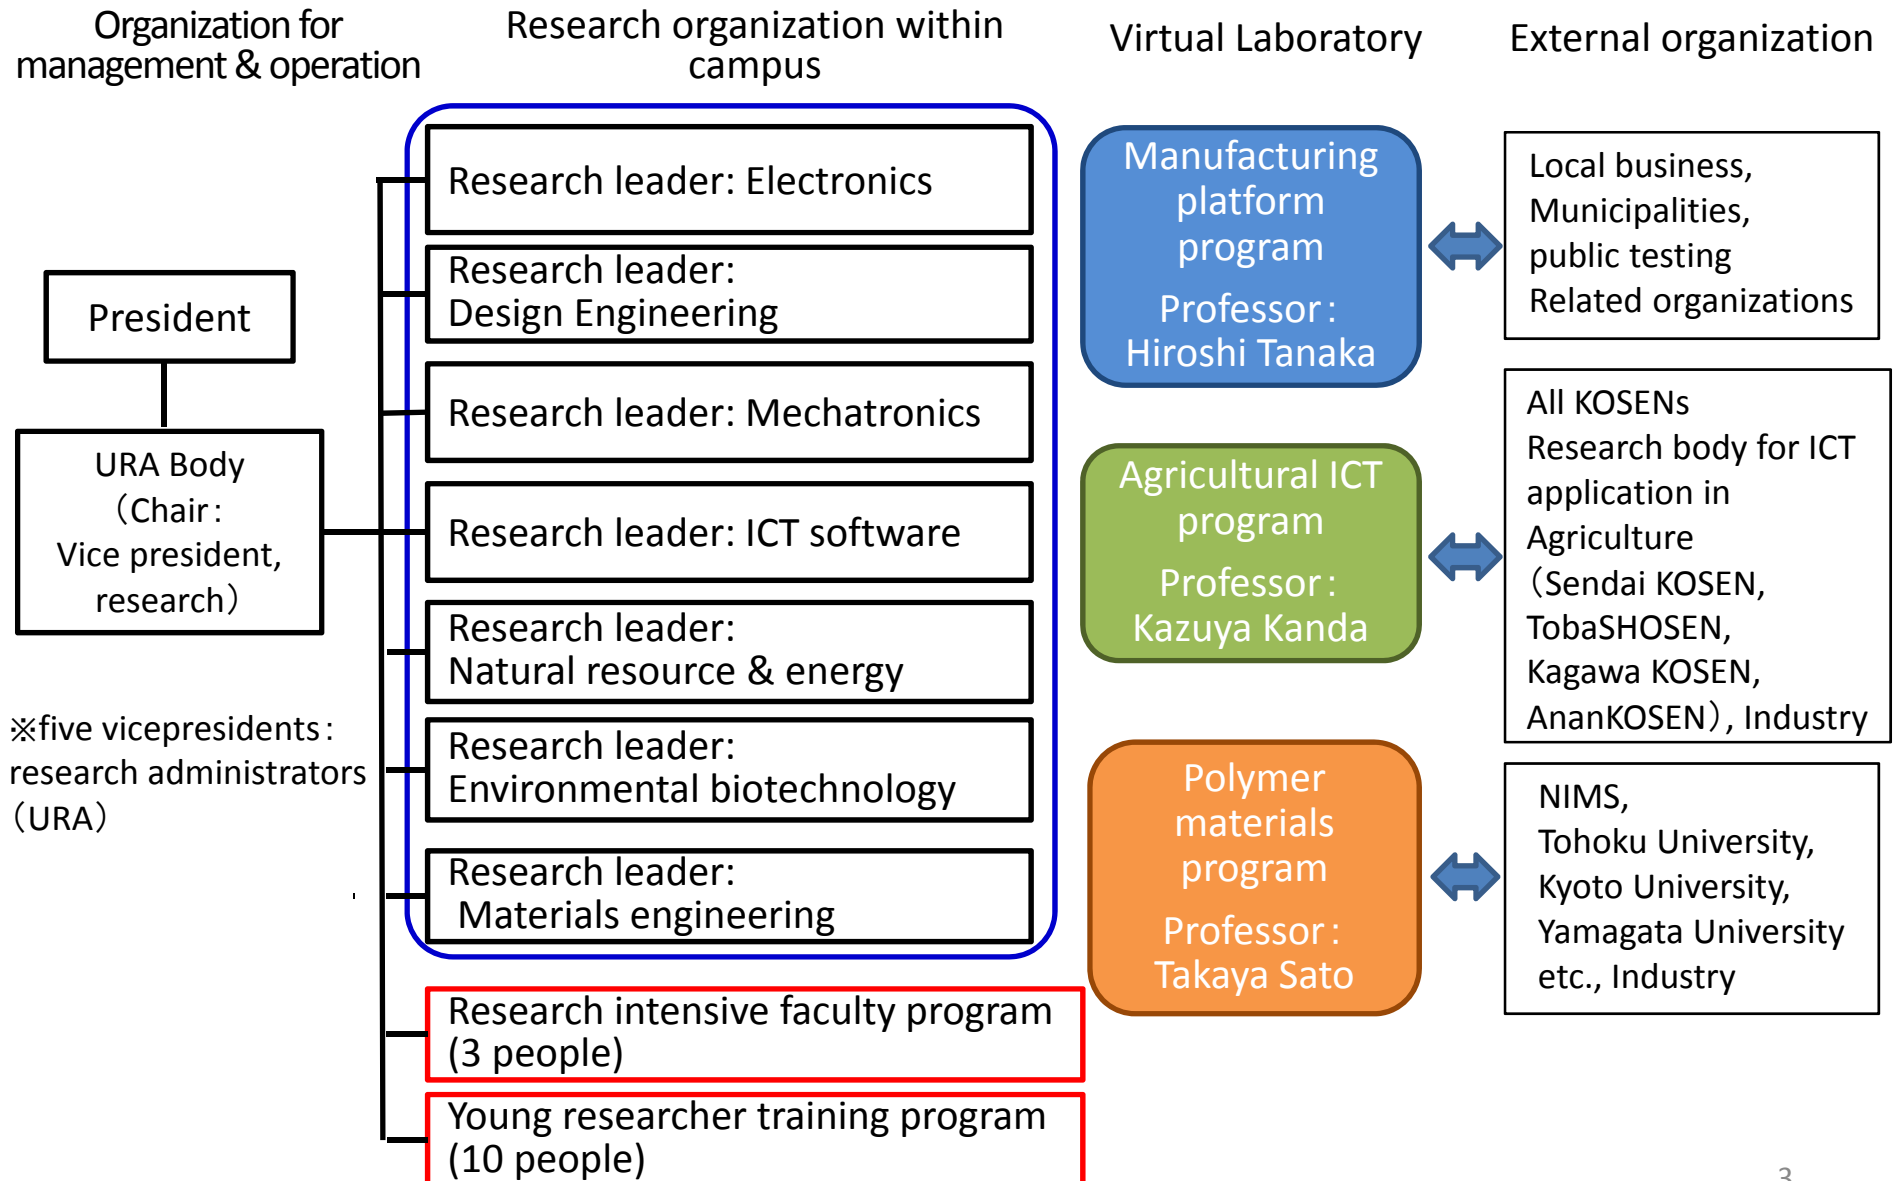 Organization for
management & operation
Research organization within
campus
Virtual Laboratory
External organization
President
URA Body
（Chair：
Vice president,
research）
※five vicepresidents：
research administrators
（URA）
Research leader: Electronics
Research leader:
Design Engineering
Research leader: Mechatronics
Research leader: ICT software
Research leader:
Natural resource & energy
Research leader:
Environmental biotechnology
Research leader:
Materials engineering
Research intensive faculty program
(3 people)
Young researcher training program
(10 people)
Manufacturing
platform
program
Professor：
Hiroshi Tanaka
Agricultural ICT
program
Professor：
Kazuya Kanda
Polymer
materials
program
Professor：
Takaya Sato
Local business,
Municipalities,
public testing
Related organizations
All KOSENs
Research body for ICT
application in
Agriculture
（Sendai KOSEN,
TobaSHOSEN,
Kagawa KOSEN,
AnanKOSEN）, Industry
NIMS,
Tohoku University,
Kyoto University,
Yamagata University
etc., Industry
3